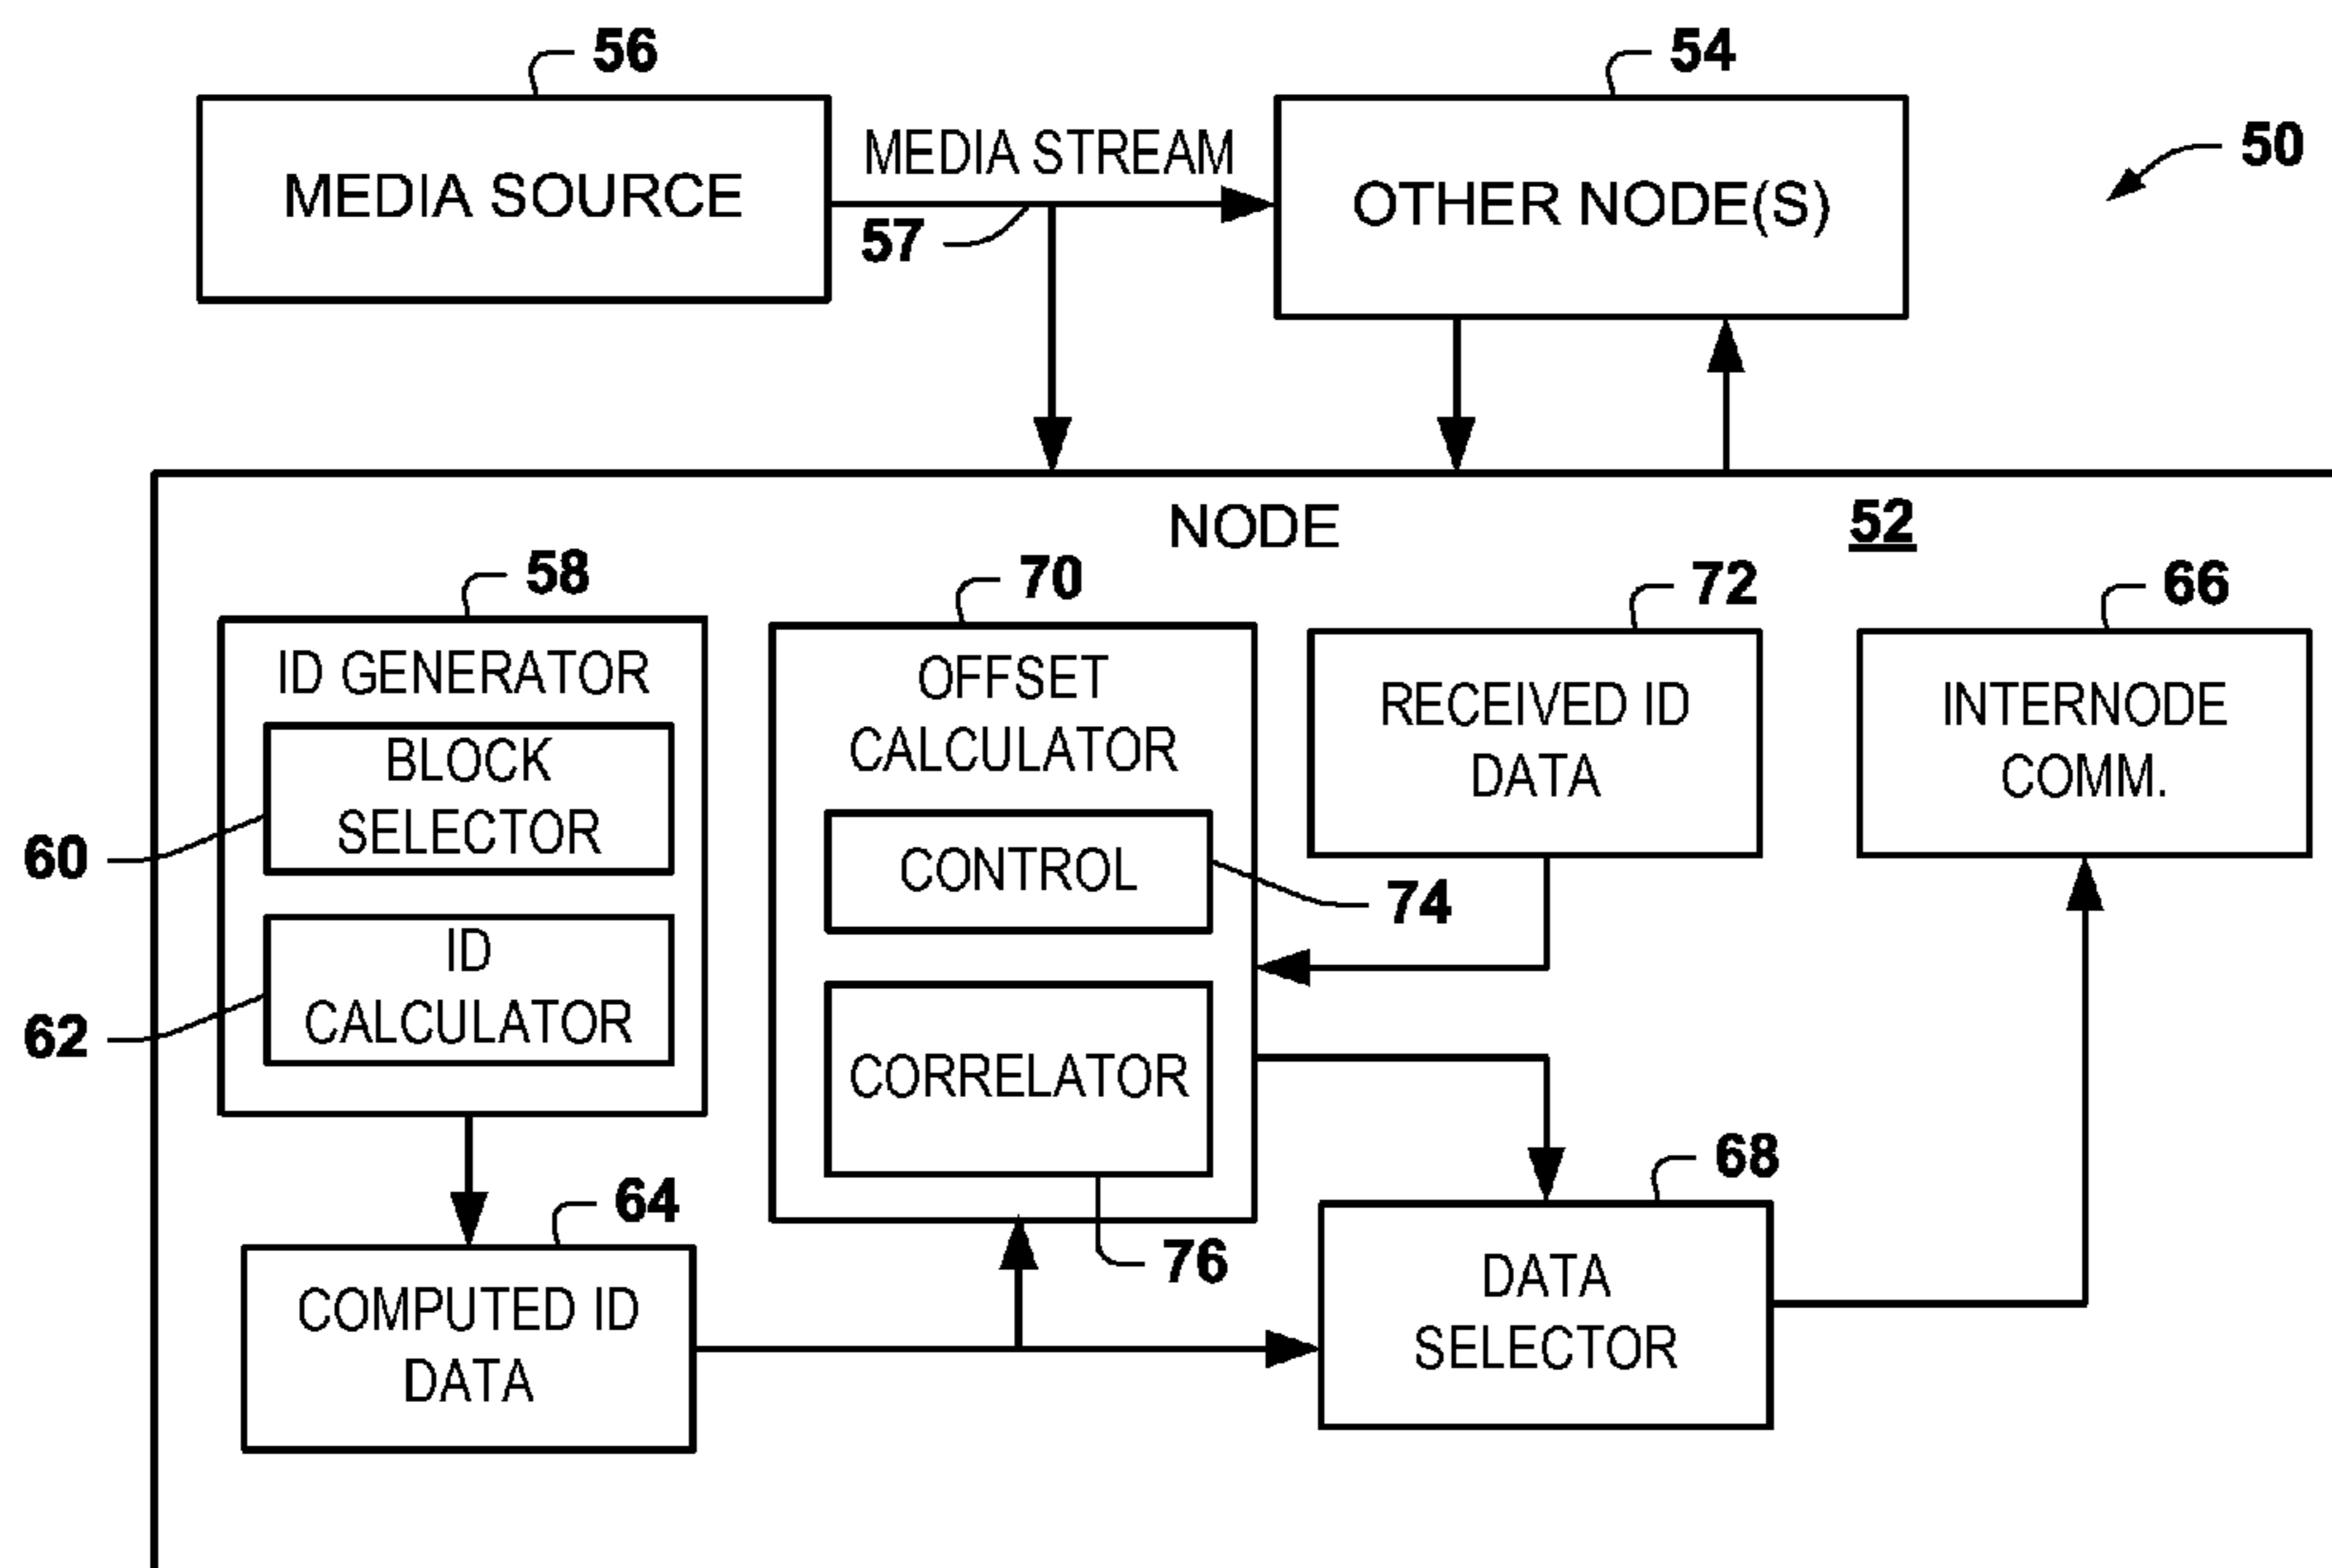 56
54
50
MEDIA SOURCE
MEDIA STREAM
57
OTHER NODE(S)
NODE
52
58
70
72
66
ID GENERATOR
BLOCK
SELECTOR
60
ID
CALCULATOR
62
OFFSET
CALCULATOR
CONTROL
74
CORRELATOR
76
RECEIVED ID
DATA
INTERNODE
COMM.
64
COMPUTED ID
DATA
68
DATA
SELECTOR